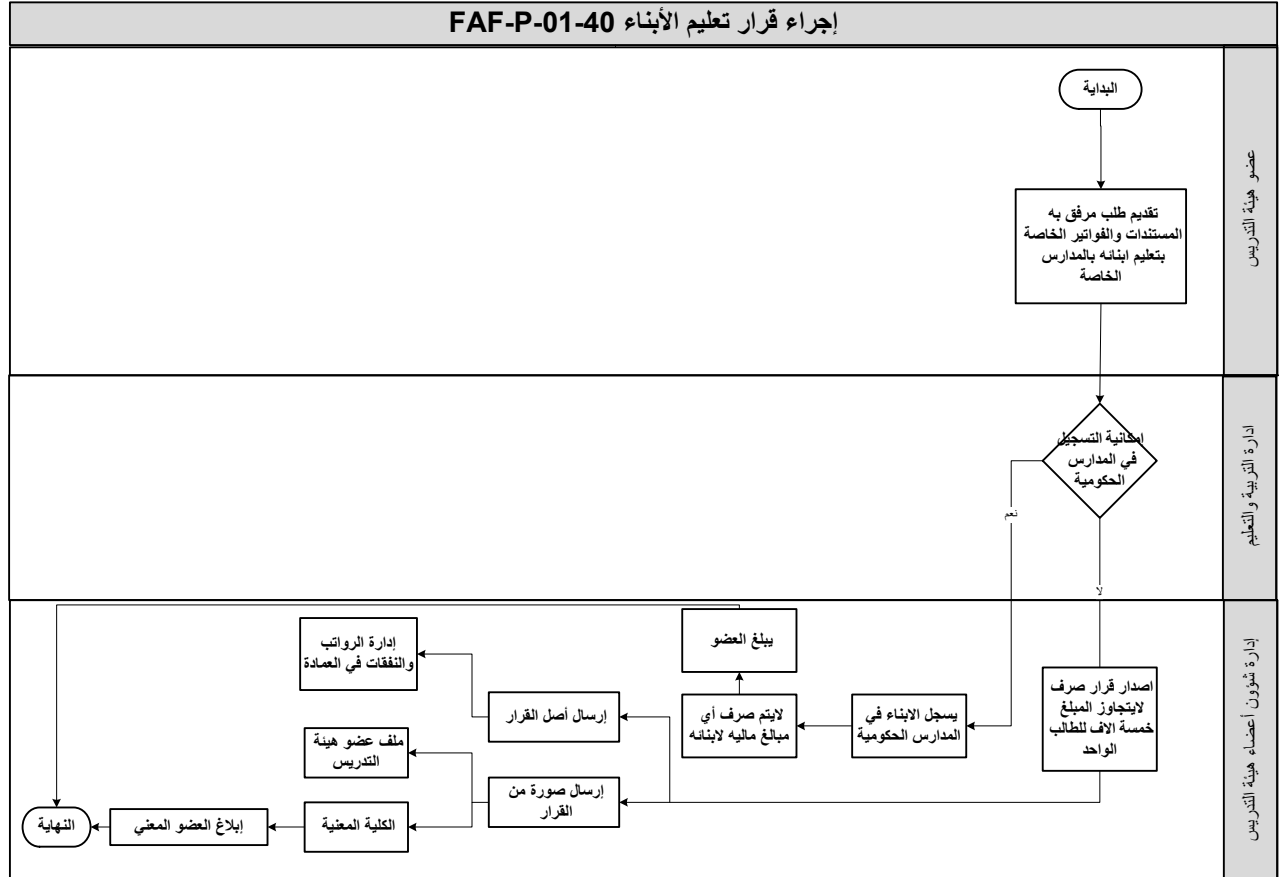 إجراء قرار تعليم الأبناء FAF-P-01-40
عضو هيئة التدريس
البداية
تقديم طلب مرفق به
المستندات والفواتير الخاصة
بتعليم ابنائه بالمدارس
الخاصة
ادارة التربية والتعليم
امكانية التسجيل
في المدارس
الحكومية
نعم
لا
إدارة شؤون أعضاء هيئة التدريس
اصدار قرار صرف
لايتجاوز المبلغ
خمسة الاف للطالب
الواحد
يسجل الابناء في
المدارس الحكومية
لايتم صرف أي
مبالغ ماليه لابنائه
يبلغ العضو
إرسال أصل القرار
إدارة الرواتب
والنفقات في العمادة
إرسال صورة من
القرار
ملف عضو هيئة
التدريس
الكلية المعنية
إبلاغ العضو المعني
النهاية